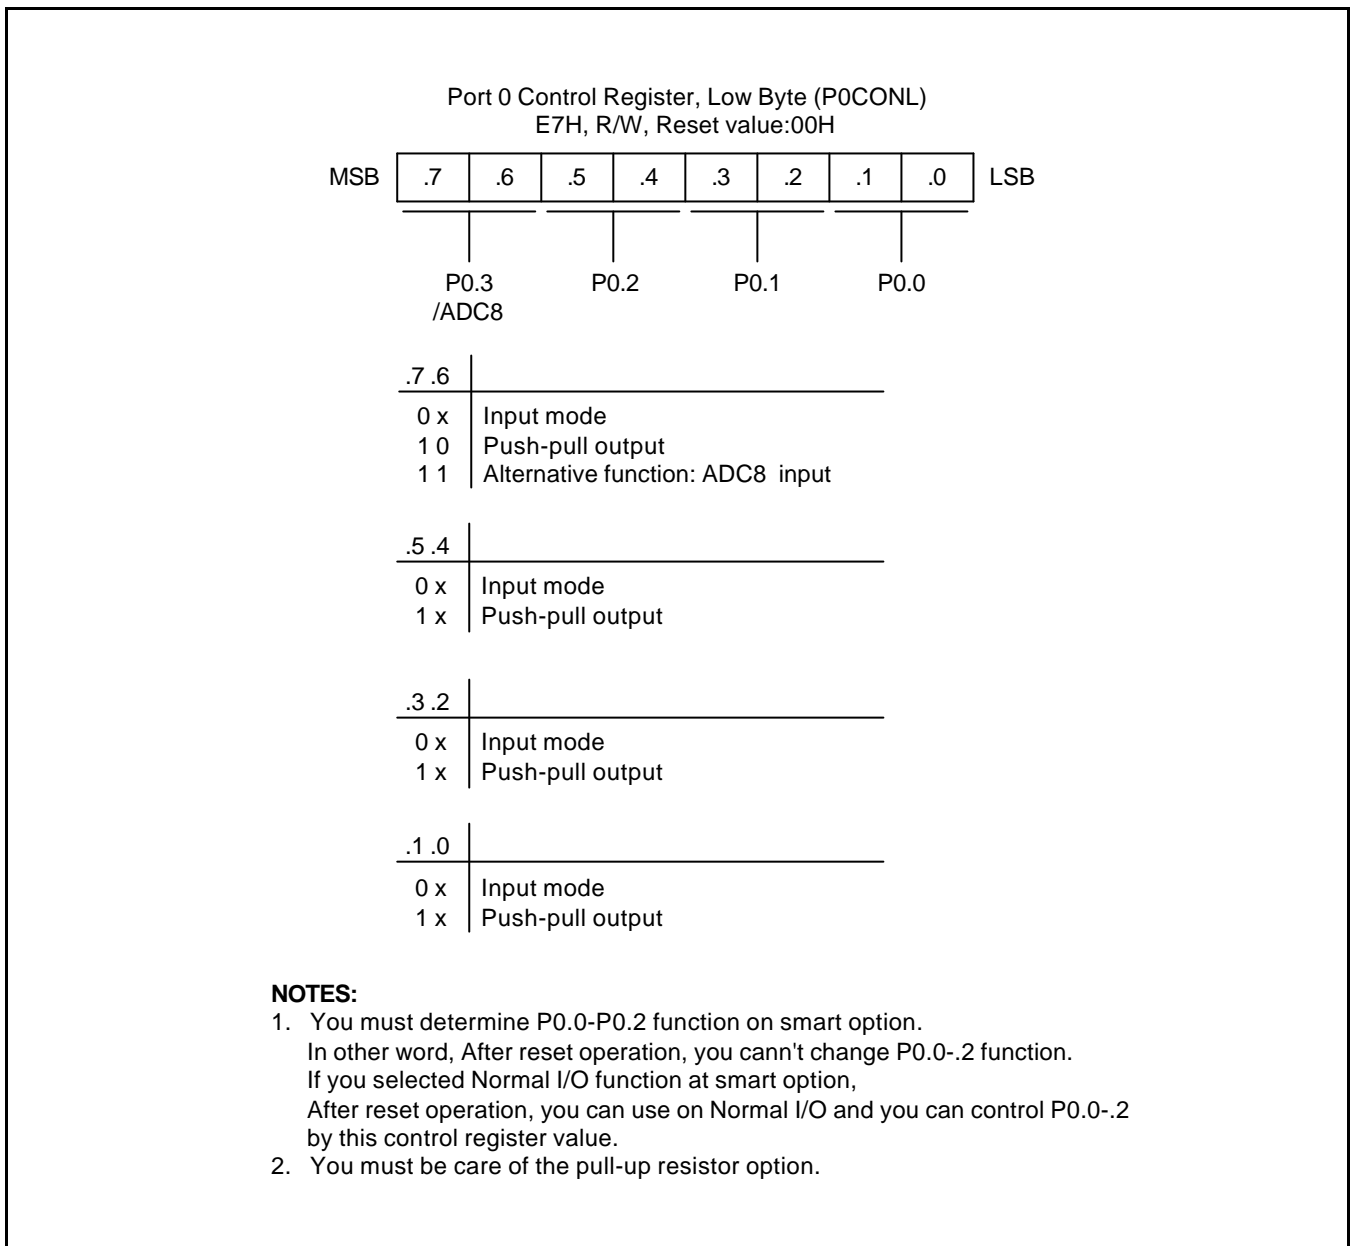 Port 0 Control Register, Low Byte (P0CONL)
E7H, R/W, Reset value:00H
MSB .7 .6 .5 .4 .3 .2 .1 .0 LSB
P0.3 P0.2 P0.1 P0.0
/ADC8
.7 .6
0 x Input mode
1 0 Push-pull output
1 1 Alternative function: ADC8 input
.5 .4
0 x Input mode
1 x Push-pull output
.3 .2
0 x Input mode
1 x Push-pull output
.1 .0
0 x Input mode
1 x Push-pull output
NOTES:
1. You must determine P0.0-P0.2 function on smart option.
In other word, After reset operation, you cann't change P0.0-.2 function.
If you selected Normal I/O function at smart option,
After reset operation, you can use on Normal I/O and you can control P0.0-.2
by this control register value.
2. You must be care of the pull-up resistor option.